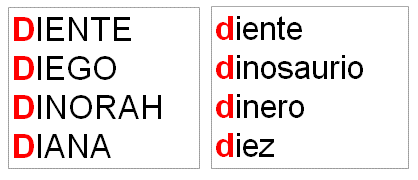 DIENTE
DIEGO
DINORAH
DIANA
diente
dinosaurio
dinero
diez